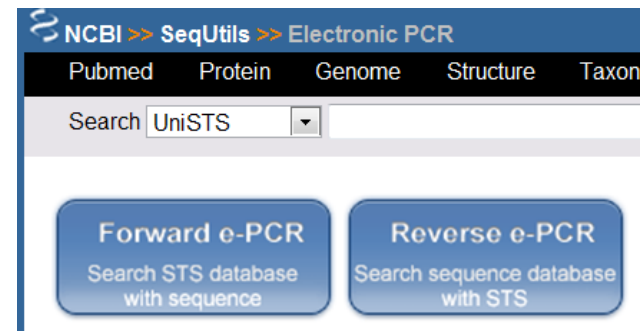 NCBI >> SeqUtils >> Electronic PCR
Pubmed Protein Genome Structure Taxon
Search UniSTS
Forward e-PCR
Search STS database
with sequence
Reverse e-PCR
Search sequence database
with STS